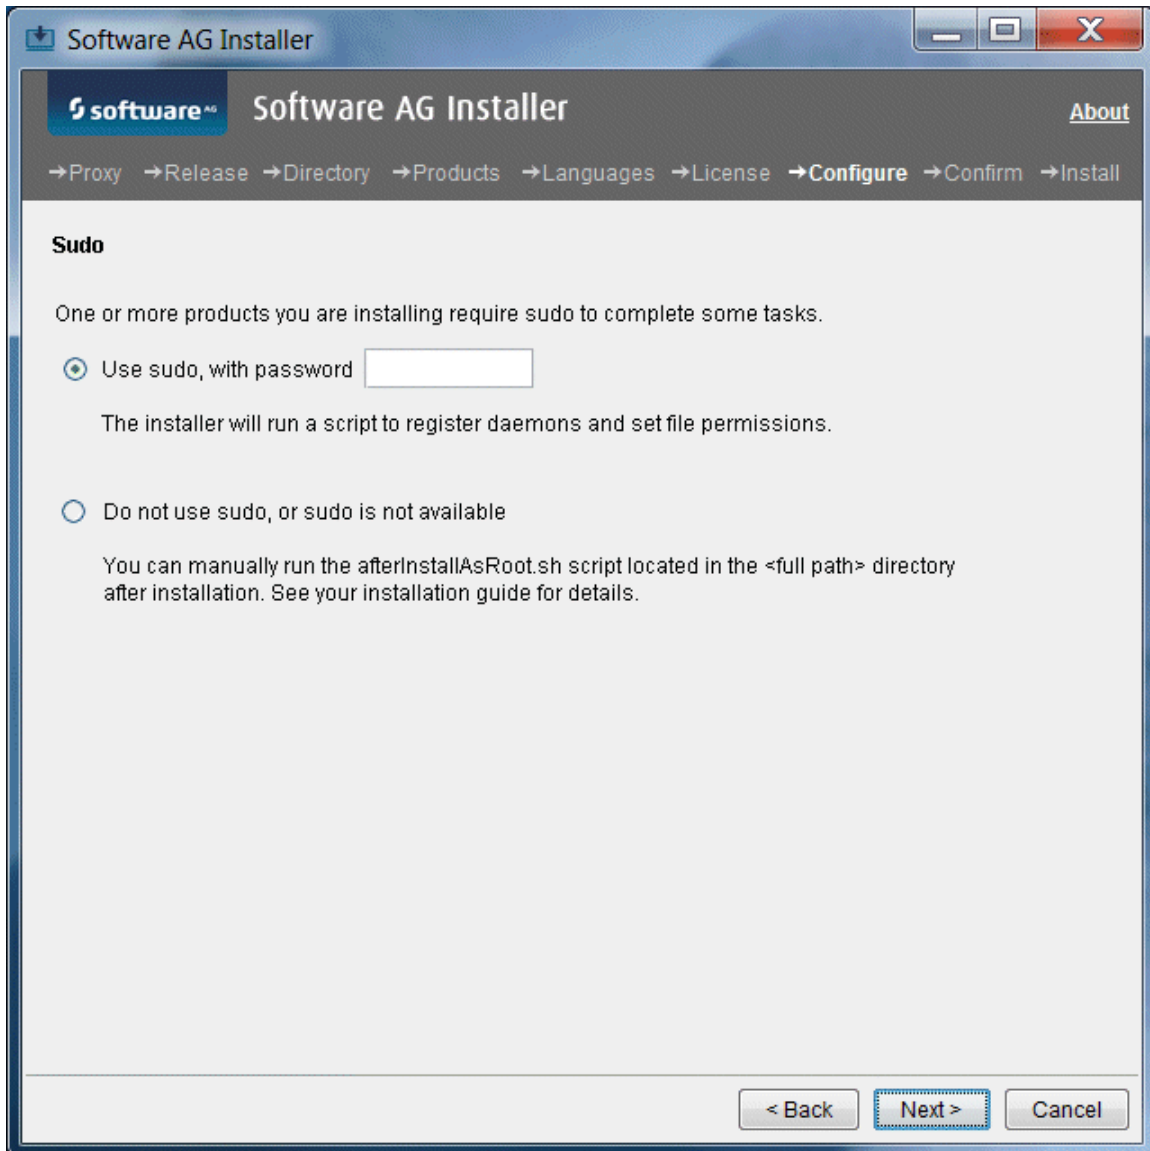 Software AG Installer
software AG Software AG Installer About
→Proxy →Release →Directory →Products →Languages →License →Configure →Confirm →Install
Sudo
One or more products you are installing require sudo to complete some tasks.
Use sudo, with password
The installer will run a script to register daemons and set file permissions.
Do not use sudo, or sudo is not available
You can manually run the afterInstallAsRoot.sh script located in the <full path> directory
after installation. See your installation guide for details.
< Back Next > Cancel